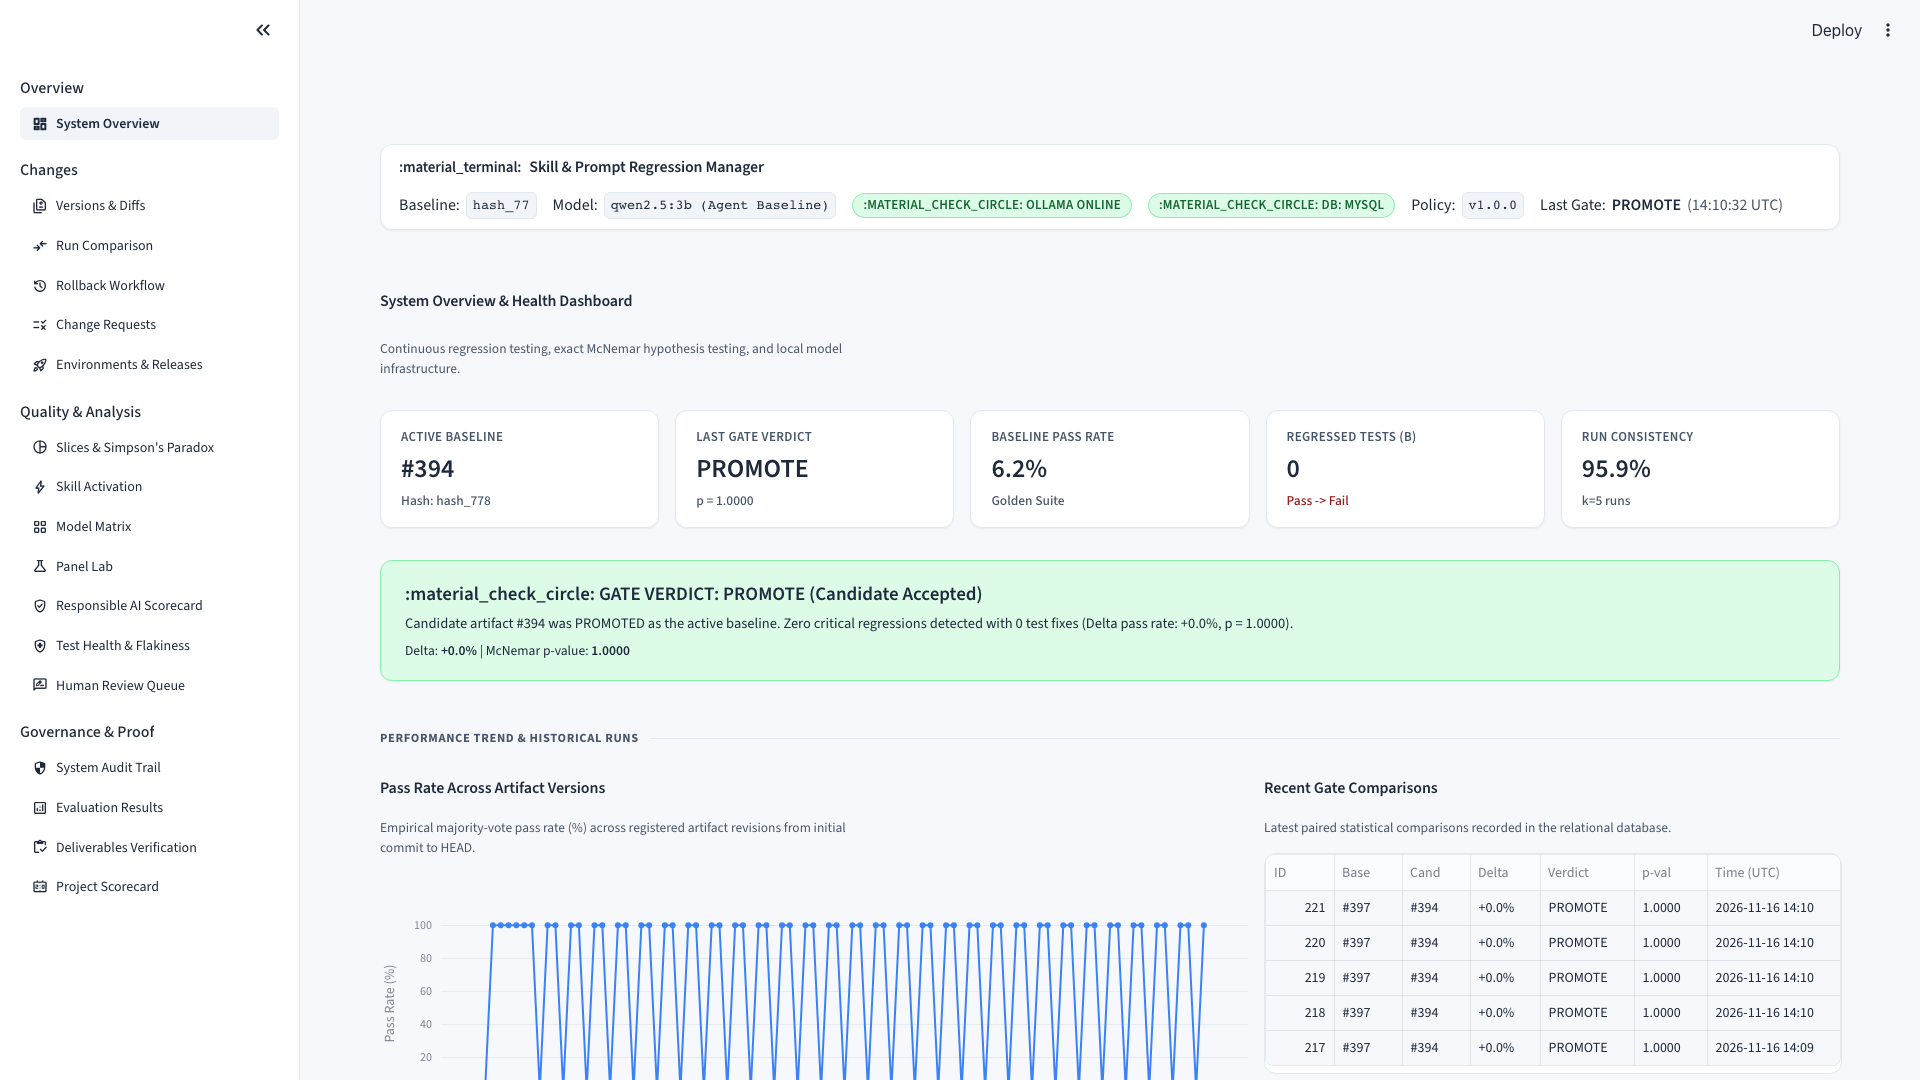 Deploy
Overview
System Overview
Changes
Versions & Diffs
Run Comparison
Rollback Workflow
Change Requests
Environments & Releases
Quality & Analysis
Slices & Simpson's Paradox
Skill Activation
Model Matrix
Panel Lab
Responsible AI Scorecard
Test Health & Flakiness
Human Review Queue
Governance & Proof
System Audit Trail
Evaluation Results
Deliverables Verification
Project Scorecard
:material_terminal: Skill & Prompt Regression Manager
Baseline: hash_77 Model: qwen2.5:3b (Agent Baseline) :MATERIAL_CHECK_CIRCLE: OLLAMA ONLINE :MATERIAL_CHECK_CIRCLE: DB: MYSQL Policy: v1.0.0 Last Gate: PROMOTE (14:10:32 UTC)
System Overview & Health Dashboard
Continuous regression testing, exact McNemar hypothesis testing, and local model
infrastructure.
ACTIVE BASELINE
#394
Hash: hash_778
LAST GATE VERDICT
PROMOTE
p = 1.0000
BASELINE PASS RATE
6.2%
Golden Suite
REGRESSED TESTS (B)
0
Pass -> Fail
RUN CONSISTENCY
95.9%
k=5 runs
:material_check_circle: GATE VERDICT: PROMOTE (Candidate Accepted)
Candidate artifact #394 was PROMOTED as the active baseline. Zero critical regressions detected with 0 test fixes (Delta pass rate: +0.0%, p = 1.0000).
Delta: +0.0% | McNemar p-value: 1.0000
PERFORMANCE TREND & HISTORICAL RUNS
Pass Rate Across Artifact Versions
Empirical majority-vote pass rate (%) across registered artifact revisions from initial
commit to HEAD.
Pass Rate (%)
100
80
60
40
20
Recent Gate Comparisons
Latest paired statistical comparisons recorded in the relational database.
ID Base Cand Delta Verdict p-val Time (UTC)
221 #397 #394 +0.0% PROMOTE 1.0000 2026-11-16 14:10
220 #397 #394 +0.0% PROMOTE 1.0000 2026-11-16 14:10
219 #397 #394 +0.0% PROMOTE 1.0000 2026-11-16 14:10
218 #397 #394 +0.0% PROMOTE 1.0000 2026-11-16 14:10
217 #397 #394 +0.0% PROMOTE 1.0000 2026-11-16 14:09